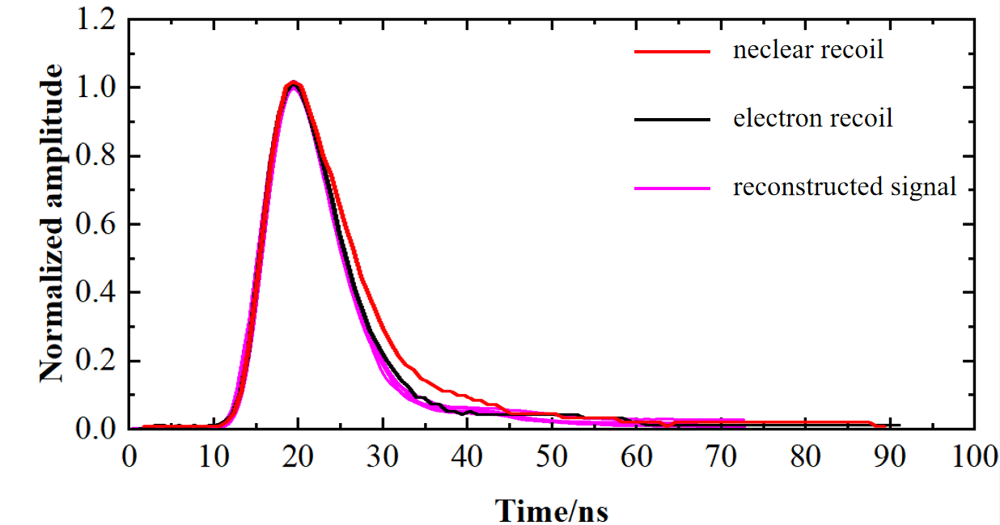 1.2
1.0
0.8
0.6
0.4
0.2
0.0
Normalized amplitude
neclear recoil
electron recoil
reconstructed signal
0 10 20 30 40 50 60 70 80 90 100
Time/ns